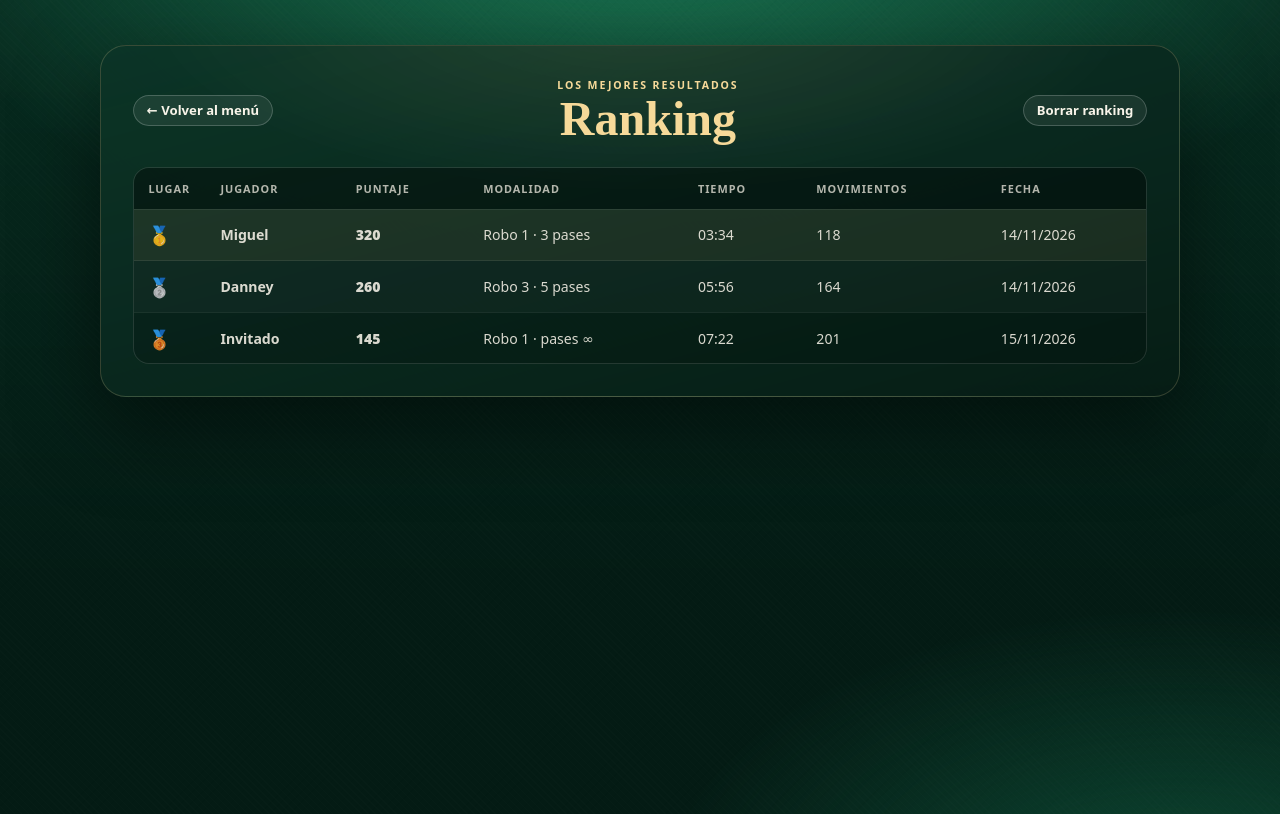 LOS MEJORES RESULTADOS
← Volver al menú
Ranking
Borrar ranking
LUGAR JUGADOR PUNTAJE MODALIDAD TIEMPO MOVIMIENTOS FECHA
🥇 Miguel 320 Robo 1 · 3 pases 03:34 118 14/11/2026
🥈 Danney 260 Robo 3 · 5 pases 05:56 164 14/11/2026
🥉 Invitado 145 Robo 1 · pases ∞ 07:22 201 15/11/2026